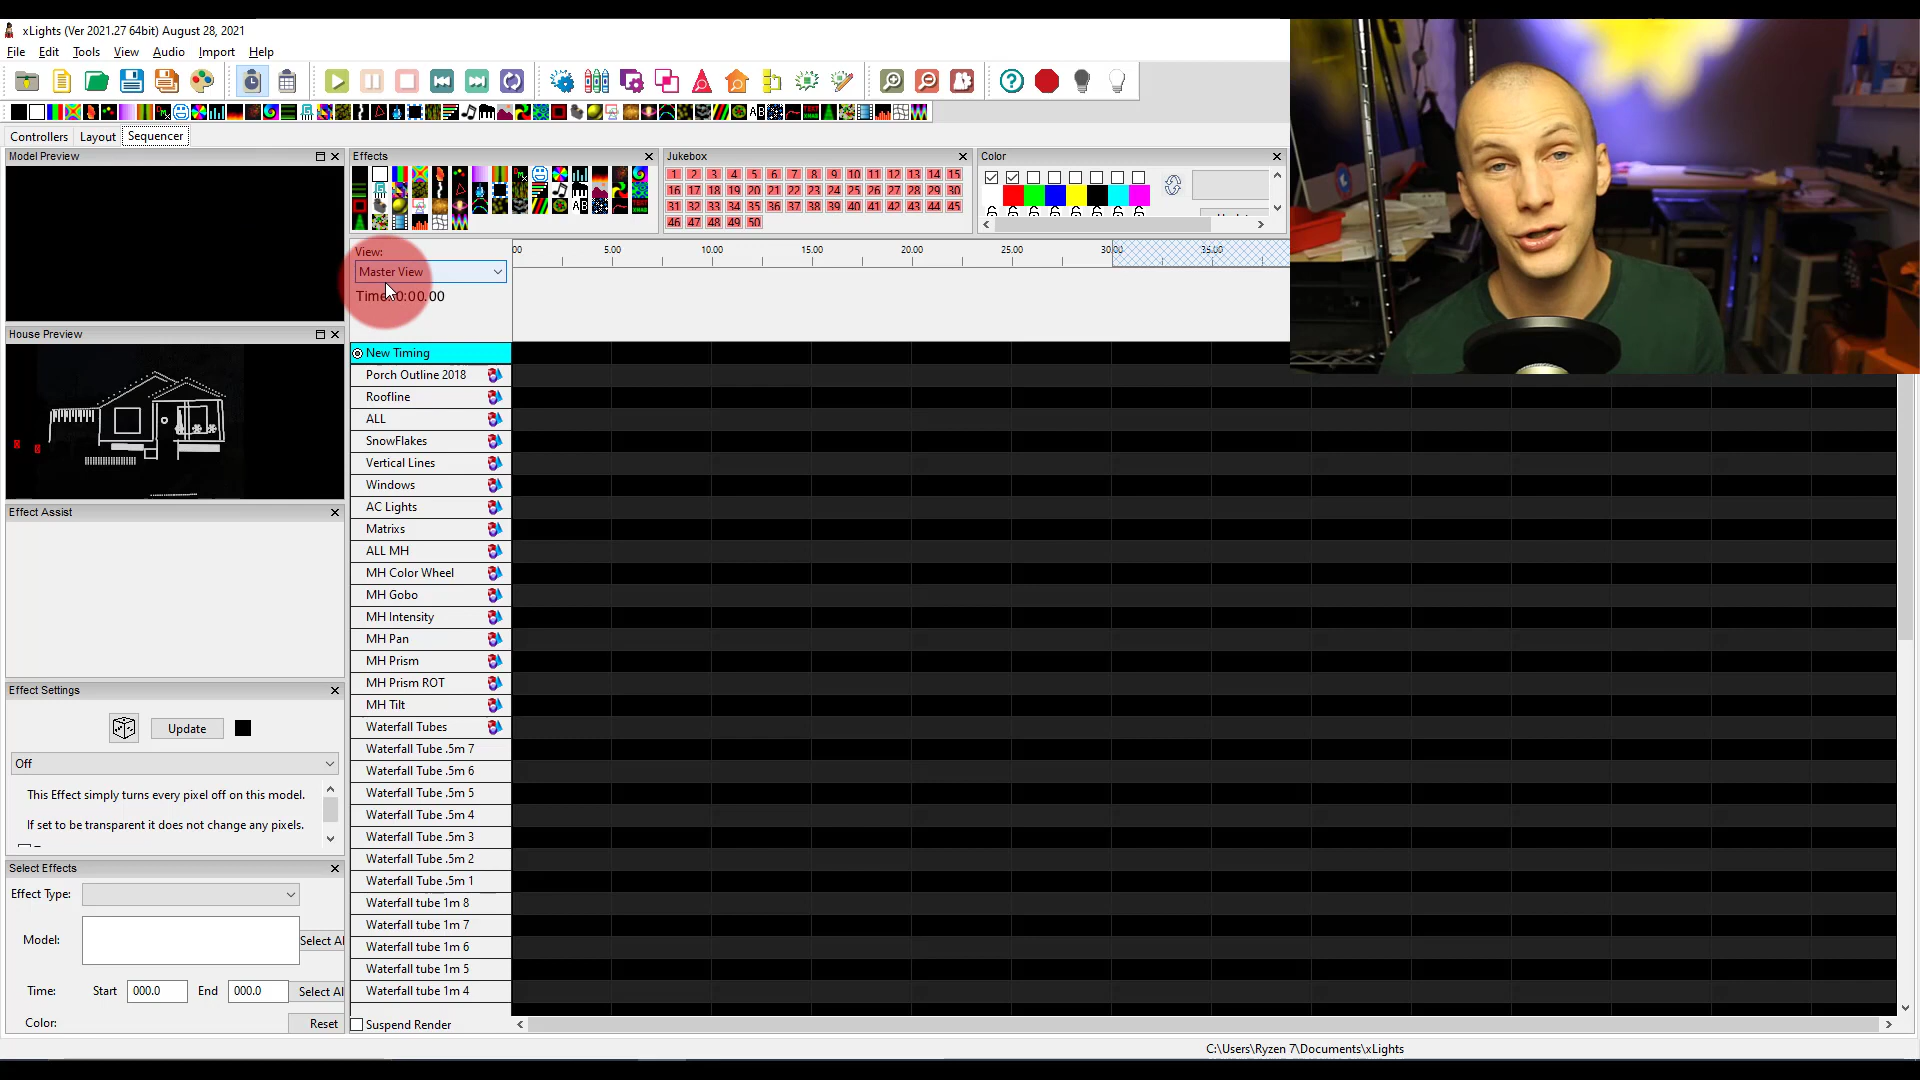 xLights (Ver 2021.27 64bit) August 28, 2021
File Edit Tools View Audio Import Help
Controllers Layout Sequencer
Model Preview
Effects
Jukebox
Color
1 2 3 4 5 6 7 8 9 10 11 12 13 14 15
16 17 18 19 20 21 22 23 24 25 26 27 28 29 30
31 32 33 34 35 36 37 38 39 40 41 42 43 44 45
46 47 48 49 50
View:
Master View
Time: 0:00.00
5.00 10.00 15.00 20.00 25.00 30.00 35.00
House Preview
New Timing
Porch Outline 2018
Roofline
ALL
SnowFlakes
Vertical Lines
Windows
AC Lights
Matrixs
ALL MH
MH Color Wheel
MH Gobo
MH Intensity
MH Pan
MH Prism
MH Prism ROT
MH Tilt
Waterfall Tubes
Waterfall Tube .5m 7
Waterfall Tube .5m 6
Waterfall Tube .5m 5
Waterfall Tube .5m 4
Waterfall Tube .5m 3
Waterfall Tube .5m 2
Waterfall Tube .5m 1
Waterfall tube 1m 8
Waterfall tube 1m 7
Waterfall tube 1m 6
Waterfall tube 1m 5
Waterfall tube 1m 4
Effect Assist
Effect Settings
Update
Off
This Effect simply turns every pixel off on this model.
If set to be transparent it does not change any pixels.
Select Effects
Effect Type:
Model:
Select Al
Time: Start 000.0 End 000.0 Select Al
Color:
Reset
Suspend Render
C:\Users\Ryzen 7\Documents\xLights